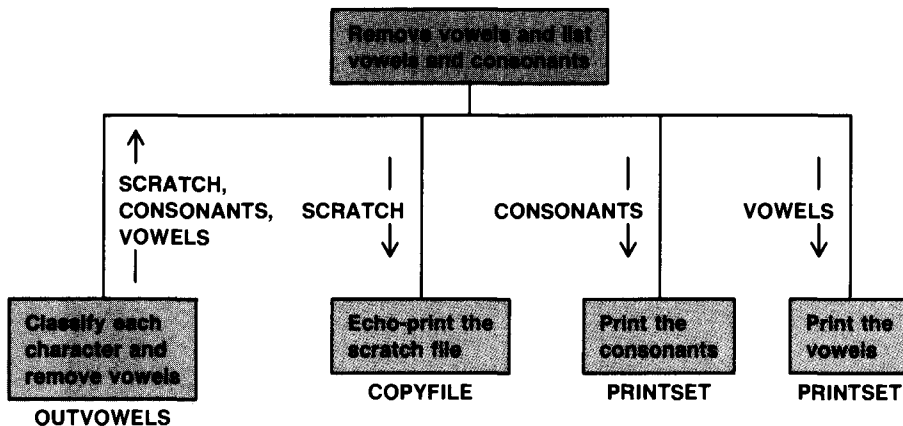 Remove vowels and list
vowels and consonants
SCRATCH,
CONSONANTS,
VOWELS
SCRATCH
CONSONANTS
VOWELS
Classify each
character and
remove vowels
OUTVOWELS
Echo-print the
scratch file
COPYFILE
Print the
consonants
PRINTSET
Print the
vowels
PRINTSET